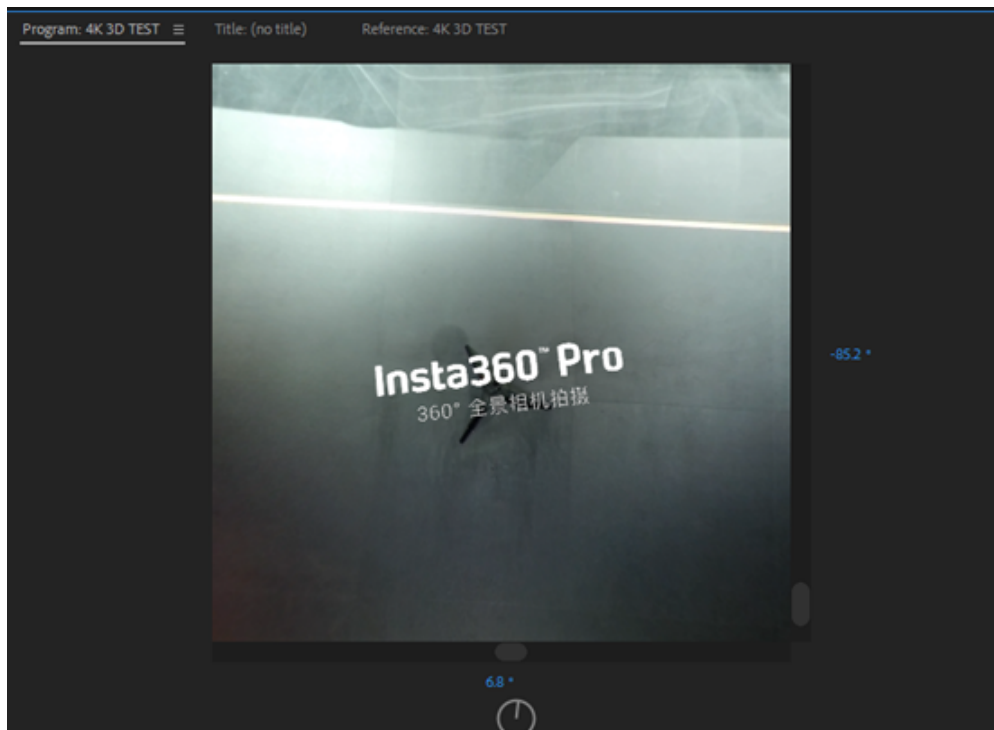 Program: 4K 3D TEST
Title: (no title)
Reference: 4K 3D TEST
Insta360™ Pro
360° 全景相机拍摄
-85.2 °
6.8 °